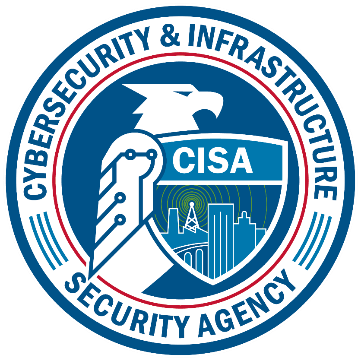 CYBERSECURITY & INFRASTRUCTURE
SECURITY AGENCY
CISA